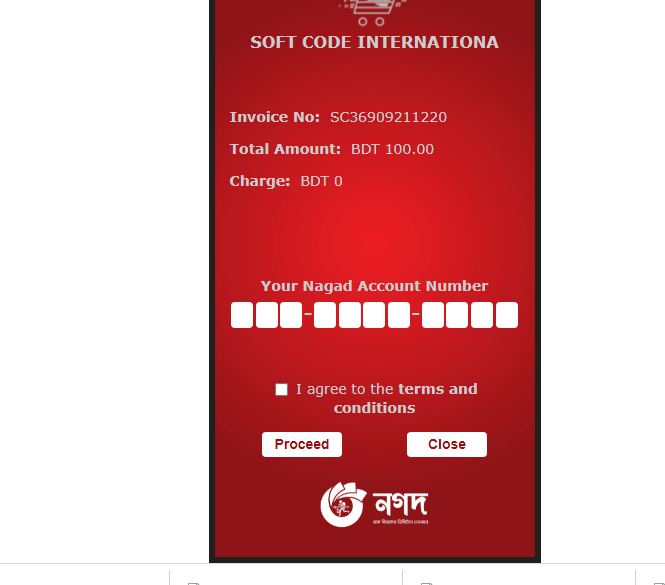 SOFT CODE INTERNATIONA
Invoice No: SC36909211220
Total Amount: BDT 100.00
Charge: BDT 0
Your Nagad Account Number
I agree to the terms and
conditions
Proceed Close
নগদ